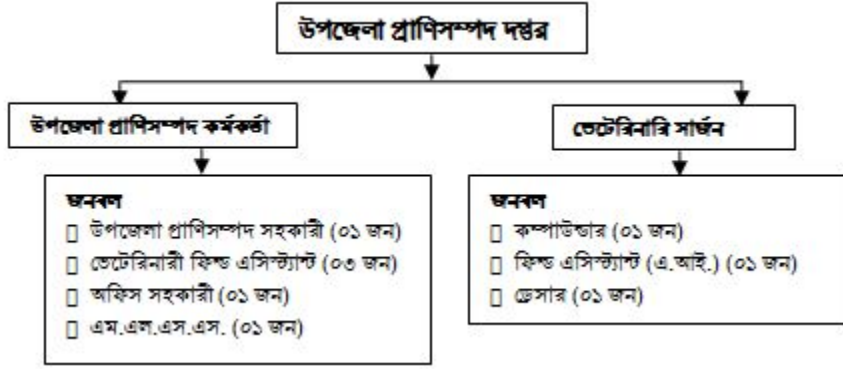 উপজেলা প্রাণিসম্পদ দপ্তর
উপজেলা প্রাণিসম্পদ কর্মকর্তা
ভেটেরিনারি সার্জন
জনবল
উপজেলা প্রাণিসম্পদ সহকারী (০১ জন)
ভেটেরিনারী ফিল্ড এসিস্ট্যান্ট (০৩ জন)
অফিস সহকারী (০১ জন)
এম.এল.এস.এস. (০১ জন)
জনবল
কম্পাউন্ডার (০১ জন)
ফিল্ড এসিস্ট্যান্ট (এ.আই.) (০১ জন)
ড্রেসার (০১ জন)